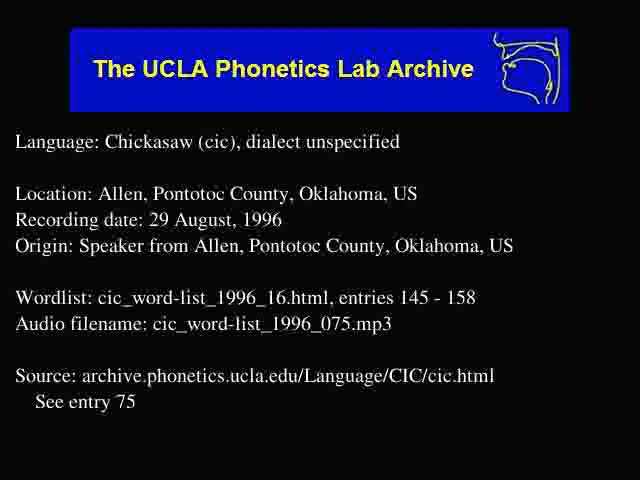 The UCLA Phonetics Lab Archive
Language: Chickasaw (cic), dialect unspecified
Location: Allen, Pontotoc County, Oklahoma, US
Recording date: 29 August, 1996
Origin: Speaker from Allen, Pontotoc County, Oklahoma, US
Wordlist: cic_word-list_1996_16.html, entries 145 - 158
Audio filename: cic_word-list_1996_075.mp3
Source: archive.phonetics.ucla.edu/Language/CIC/cic.html
See entry 75